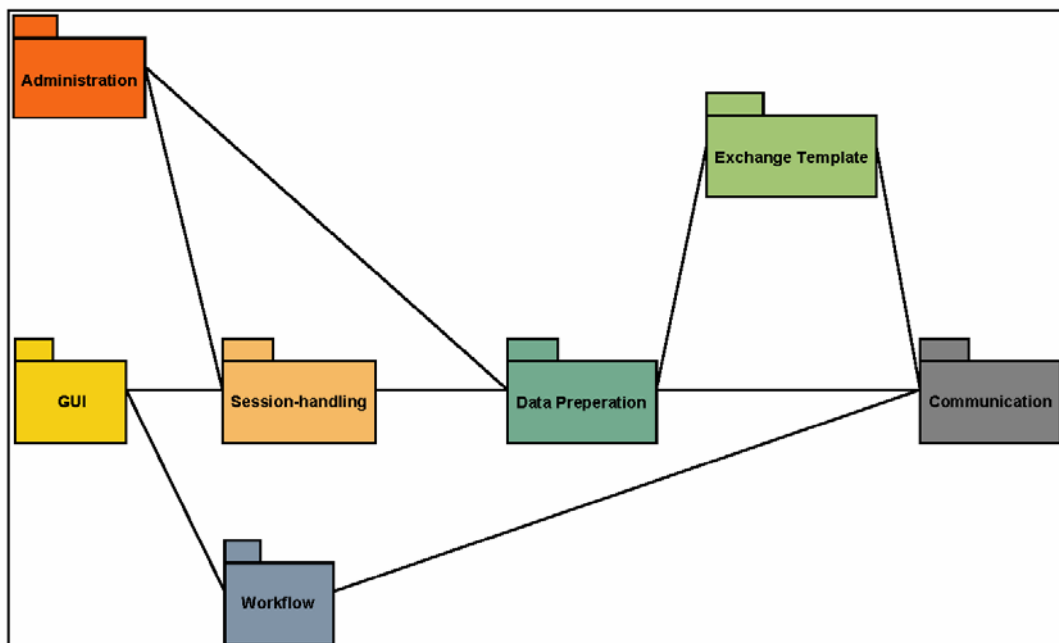 Administration
Exchange Template
GUI
Session-handling
Data Preperation
Communication
Workflow